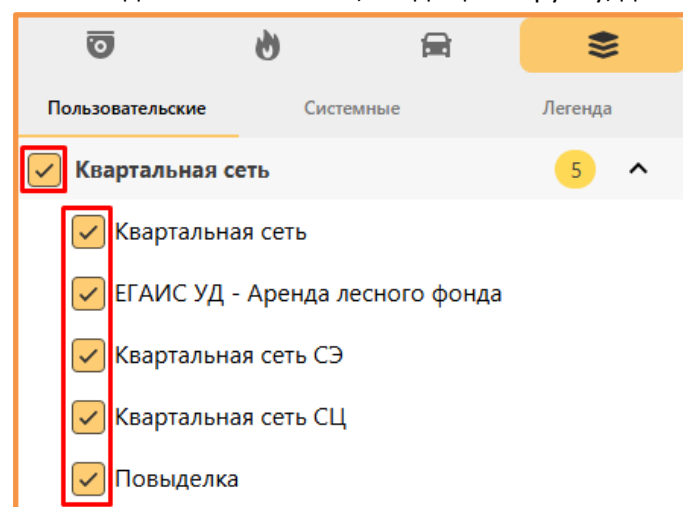 Пользовательские Системные Легенда
Квартальная сеть 5
Квартальная сеть
ЕГАИС УД - Аренда лесного фонда
Квартальная сеть СЭ
Квартальная сеть СЦ
Повыделка